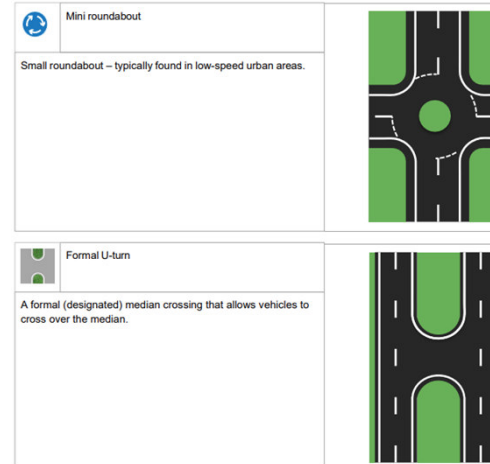 Mini roundabout
Small roundabout – typically found in low-speed urban areas.
Formal U-turn
A formal (designated) median crossing that allows vehicles to
cross over the median.